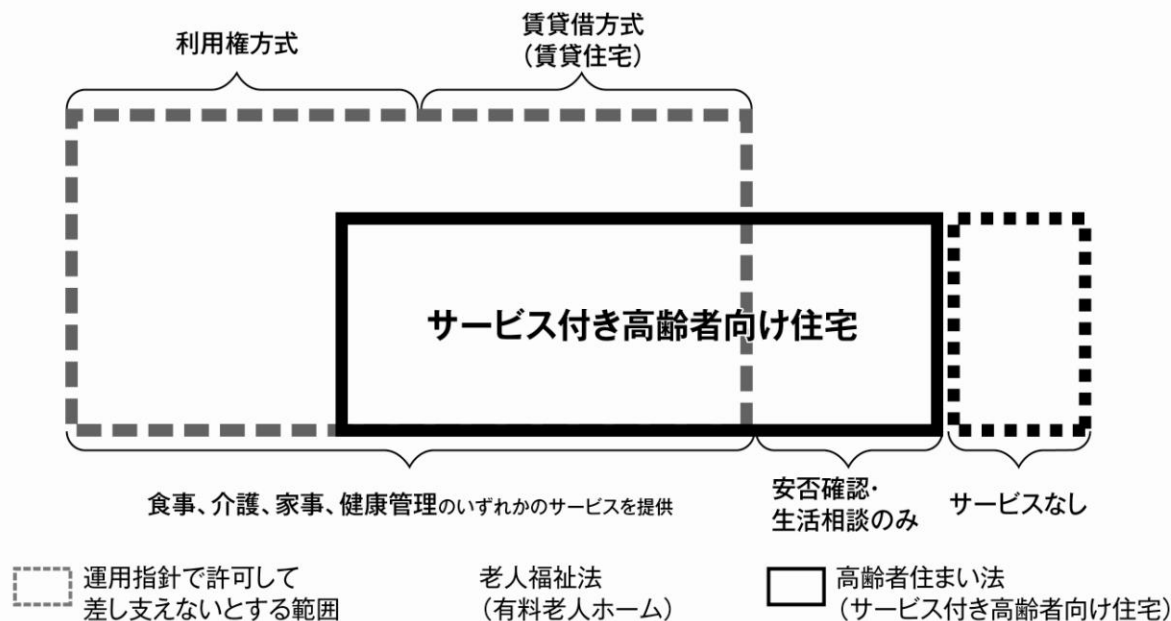 利用権方式
賃貸借方式
(賃貸住宅)
サービス付き高齢者向け住宅
食事、介護、家事、健康管理のいずれかのサービスを提供
安否確認・
生活相談のみ
サービスなし
運用指針で許可して
差し支えないとする範囲
老人福祉法
(有料老人ホーム)
高齢者住まい法
(サービス付き高齢者向け住宅)